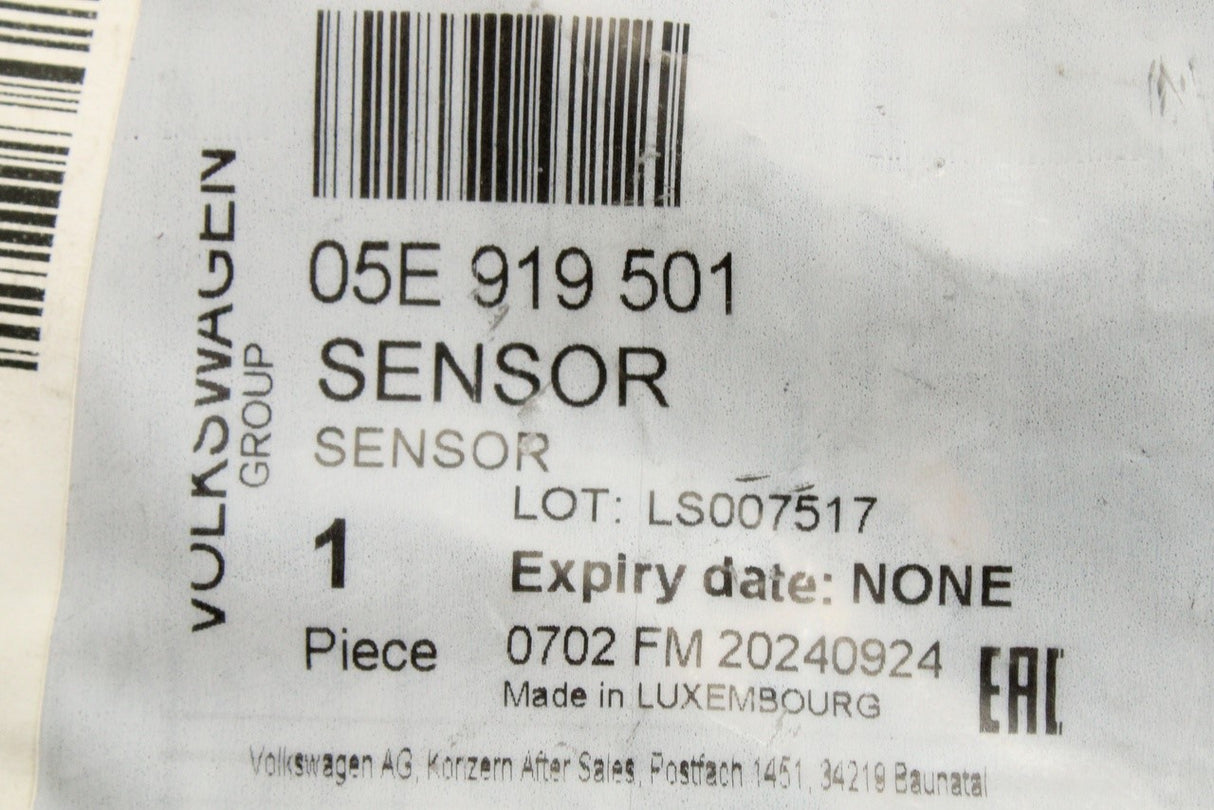 VOLKSWAGEN
GROUP
05E 919 501
SENSOR
SENSOR
LOT: LS007517
1
Expiry date: NONE
Piece
0702 FM 20240924
Made in LUXEMBOURG
EAC
Volkswagen AG, Konzern After Sales, Postfach 1451, 34219 Baunatal